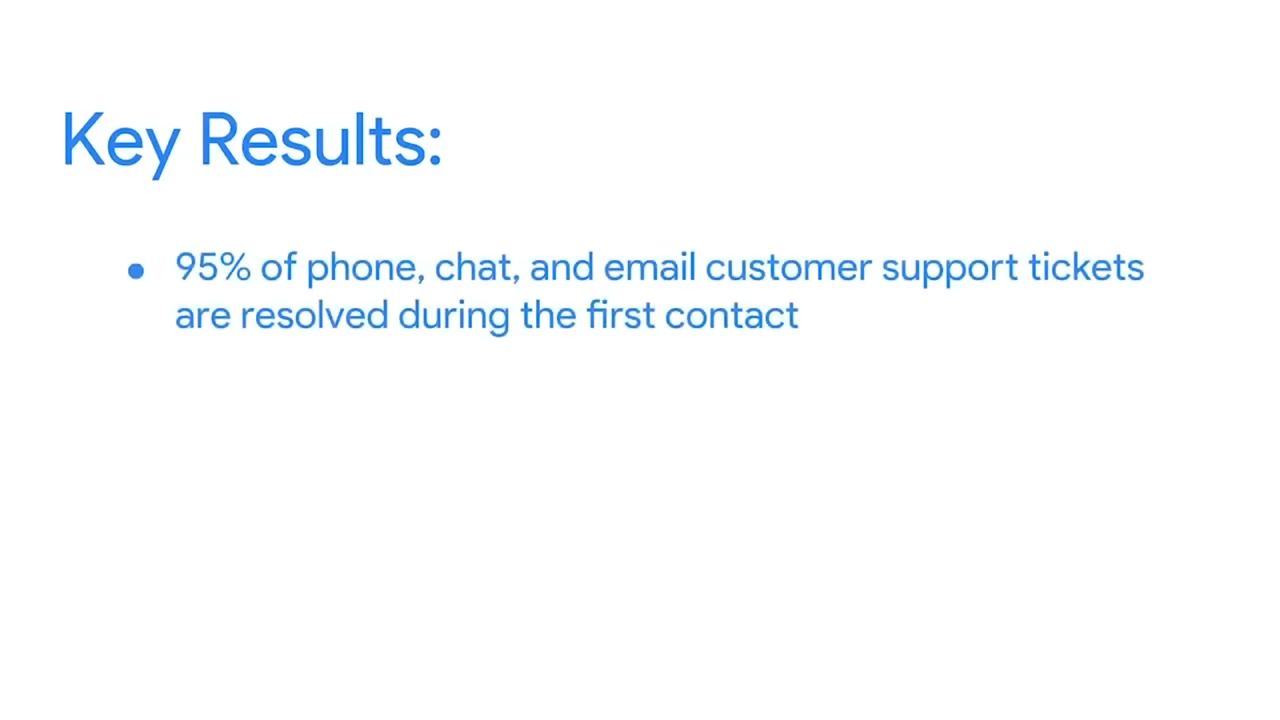 Key Results:
● 95% of phone, chat, and email customer support tickets
are resolved during the first contact